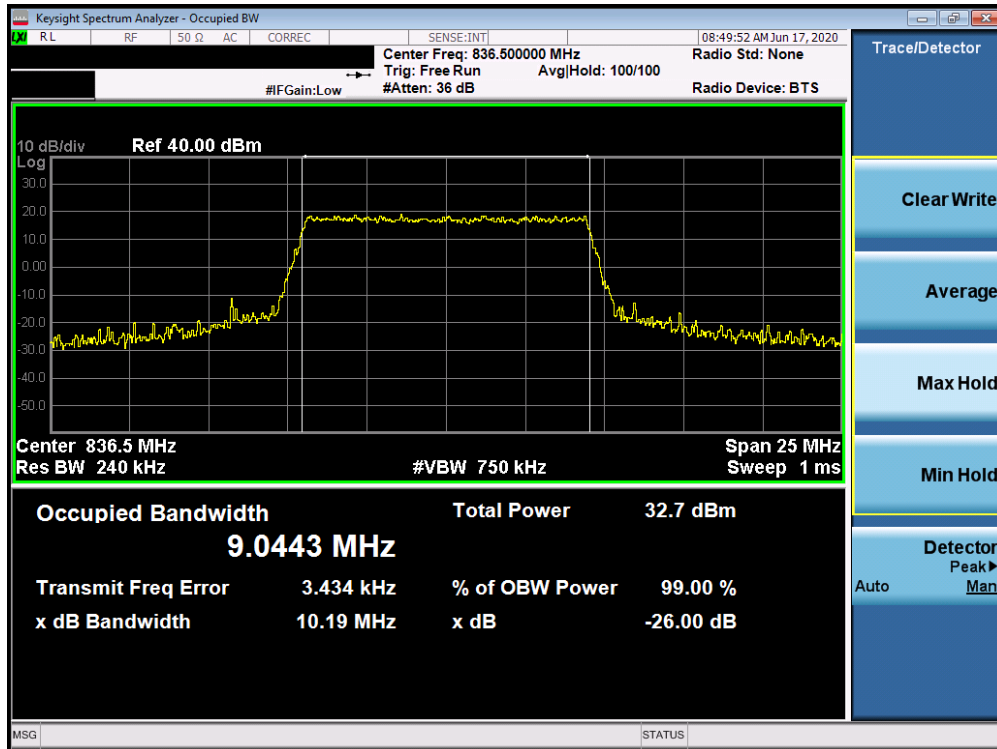 Keysight Spectrum Analyzer - Occupied BW
LXI RL RF 50 Ω AC CORREC SENSE:INT 08:49:52 AM Jun 17, 2020
Center Freq: 836.500000 MHz Radio Std: None
Trig: Free Run Avg|Hold: 100/100
#IFGain:Low #Atten: 36 dB Radio Device: BTS
Trace/Detector
10 dB/div Ref 40.00 dBm
Log
30.0
20.0
10.0
0.00
-10.0
-20.0
-30.0
-40.0
-50.0
Center 836.5 MHz Span 25 MHz
Res BW 240 kHz #VBW 750 kHz Sweep 1 ms
Occupied Bandwidth Total Power 32.7 dBm
9.0443 MHz
Transmit Freq Error 3.434 kHz % of OBW Power 99.00 %
x dB Bandwidth 10.19 MHz x dB -26.00 dB
Clear Write
Average
Max Hold
Min Hold
Detector
Peak▶
Auto Man
MSG STATUS